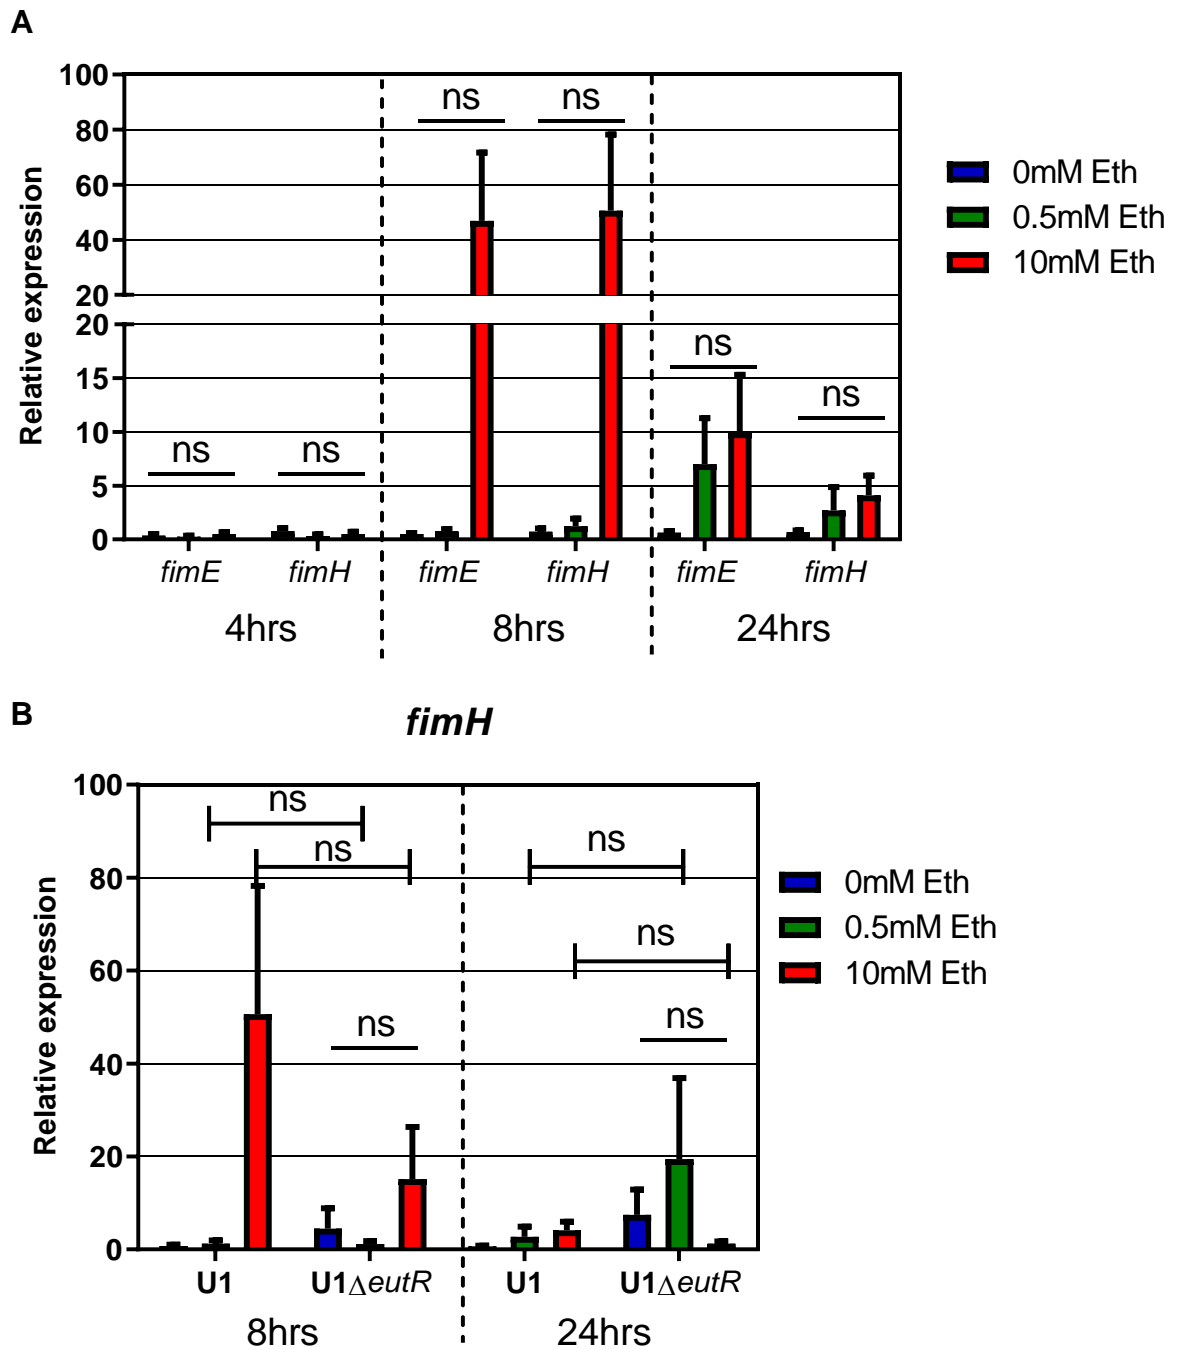 A
Relative expression
100
80
60
40
20
20
15
10
5
0
ns
ns
ns
ns
ns
ns
fimE
fimH
fimE
fimH
fimE
fimH
4hrs
8hrs
24hrs
0mM Eth
0.5mM Eth
10mM Eth
B
fimH
Relative expression
100
80
60
40
20
0
ns
ns
ns
ns
ns
ns
U1
U1ΔeutR
U1
U1ΔeutR
8hrs
24hrs
0mM Eth
0.5mM Eth
10mM Eth